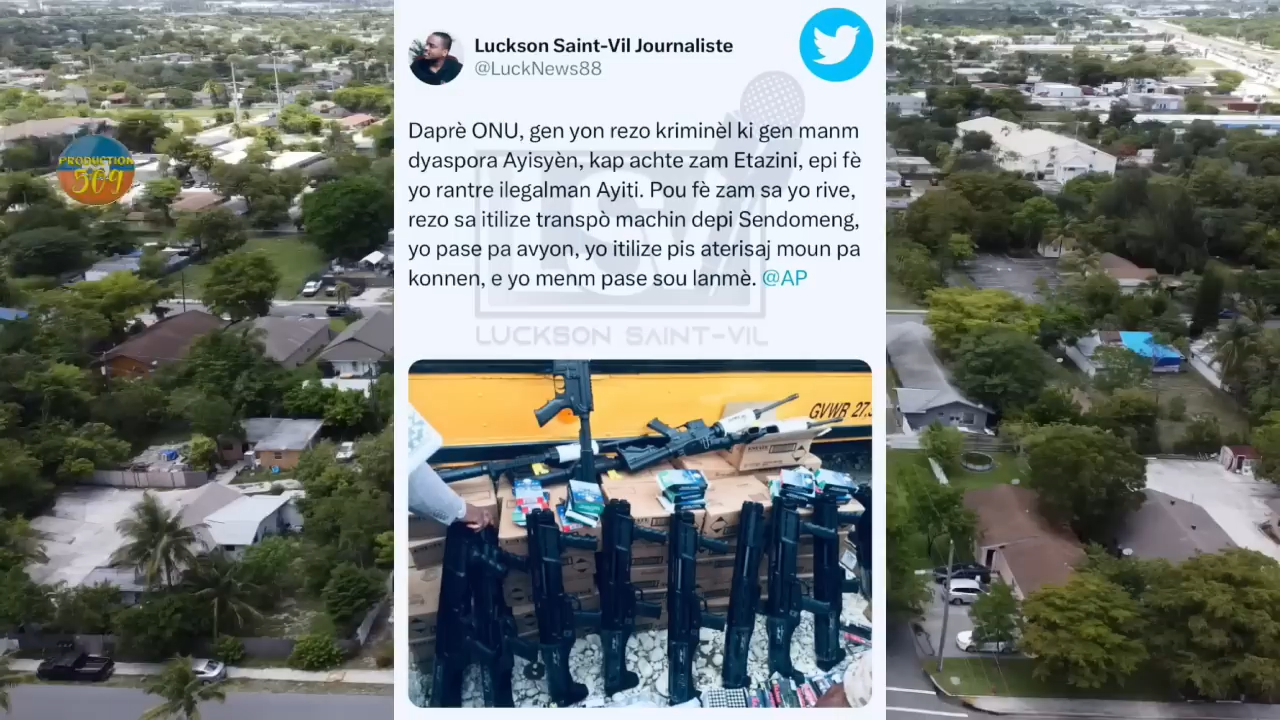 PRODUCTION
509
Luckson Saint-Vil Journaliste
@LuckNews88
Daprè ONU, gen yon rezo kriminèl ki gen manm
dyaspora Ayisyèn, kap achte zam Etazini, epi fè
yo rantre ilegalman Ayiti. Pou fè zam sa yo rive,
rezo sa itilize transpò machin depi Sendomeng,
yo pase pa avyon, yo itilize pis aterisaj moun pa
konnen, e yo menm pase sou lanmè. @AP
LSV
LUCKSON SAINT-VIL
GVWR 27,